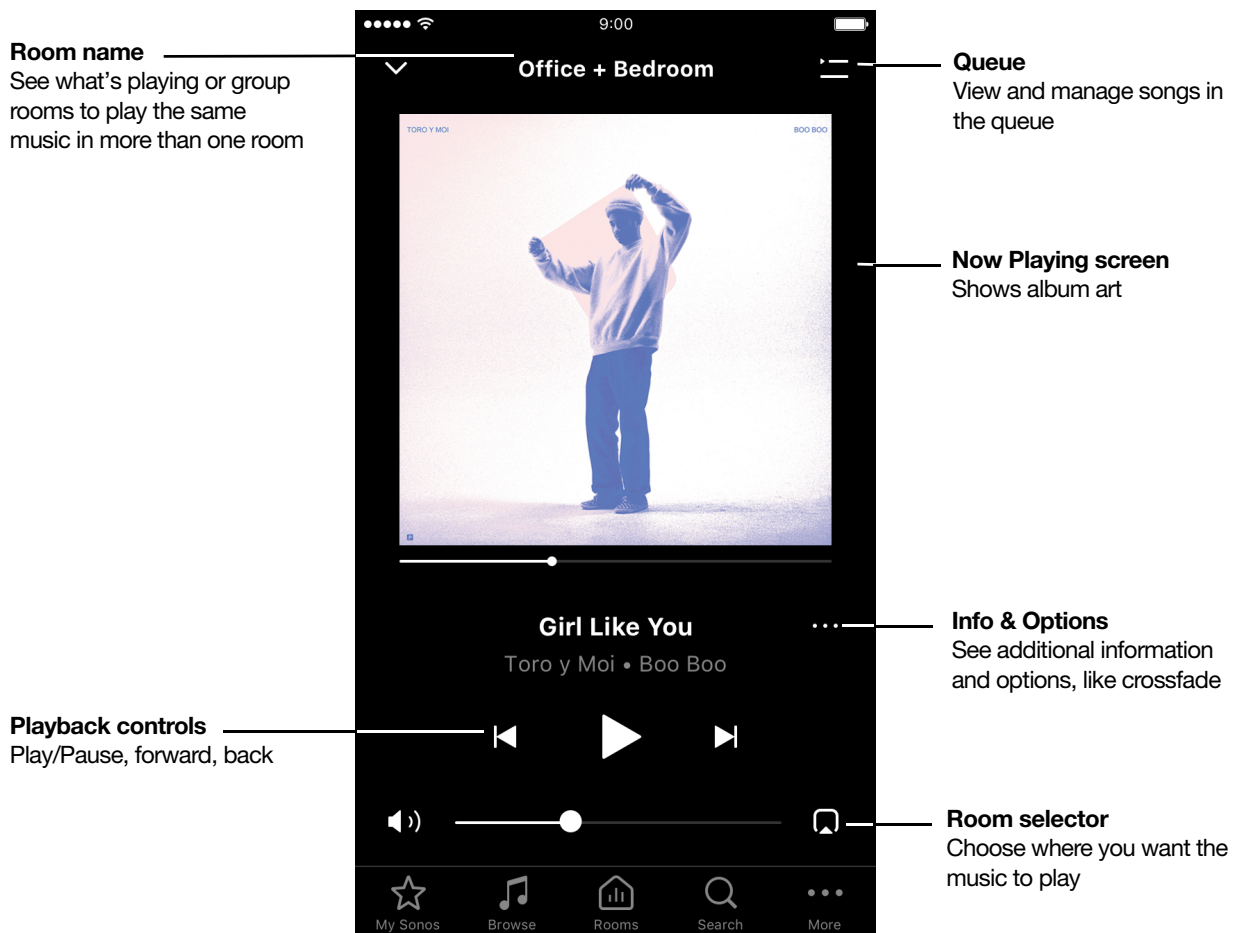 9:00
Room name
See what's playing or group
rooms to play the same
music in more than one room
Office + Bedroom
Queue
View and manage songs in
the queue
TORO Y MOI
BOO BOO
Now Playing screen
Shows album art
Girl Like You
Toro y Moi • Boo Boo
Info & Options
See additional information
and options, like crossfade
Playback controls
Play/Pause, forward, back
Room selector
Choose where you want the
music to play
My Sonos
Browse
Rooms
Search
More